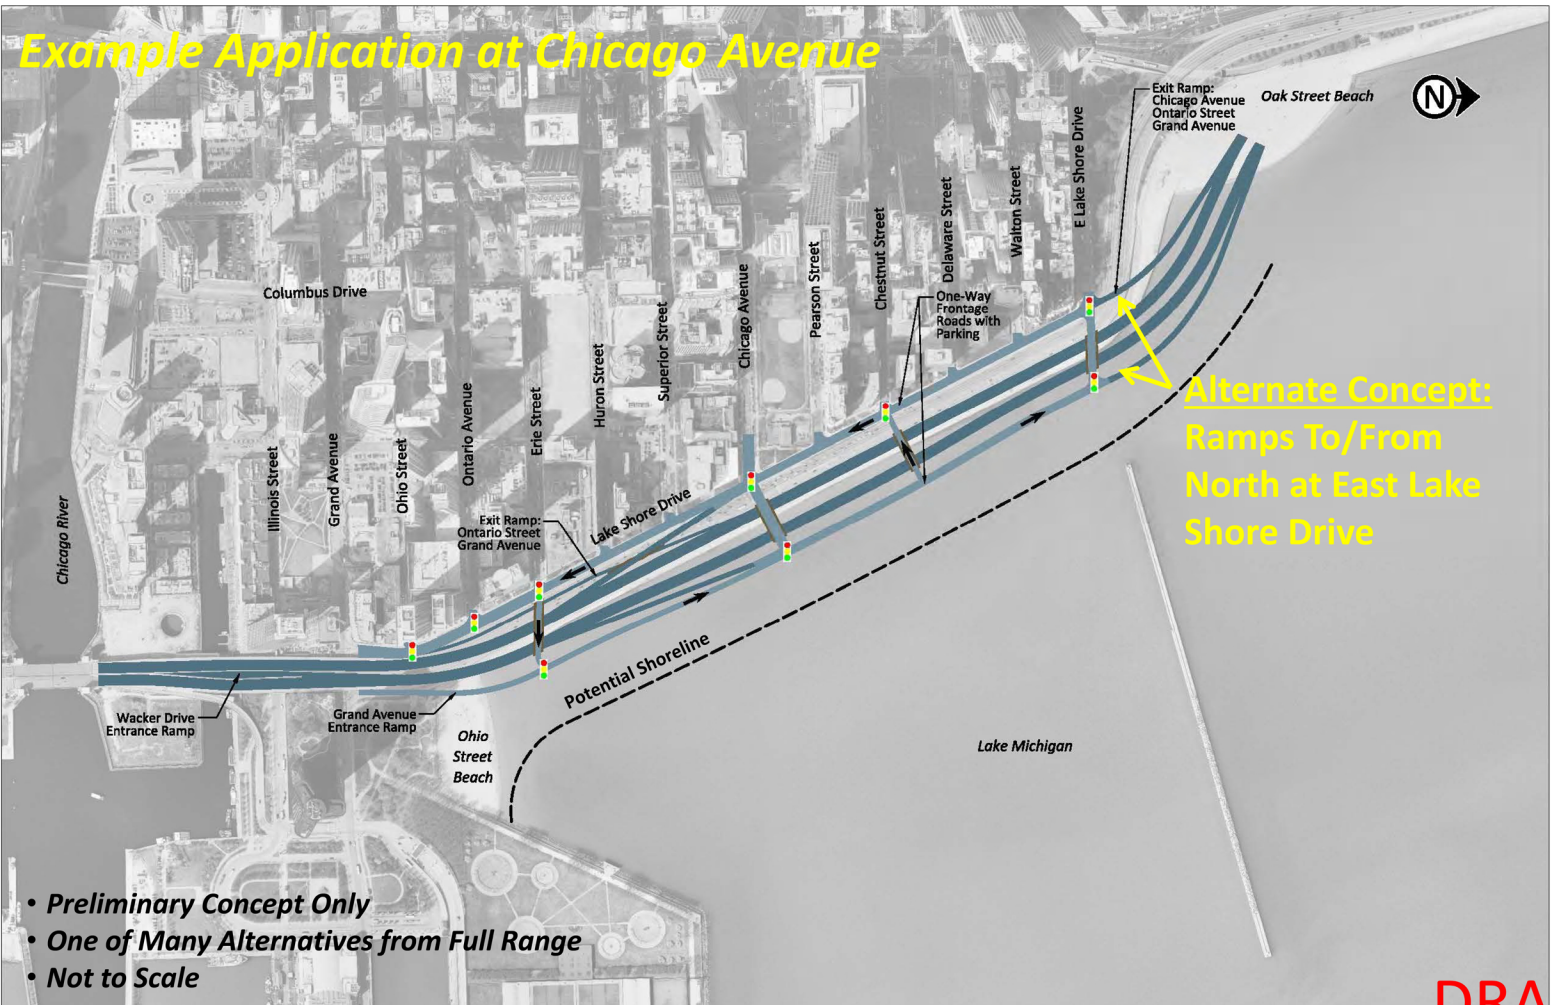 Example Application at Chicago Avenue
Exit Ramp:
Chicago Avenue
Ontario Street
Grand Avenue
Oak Street Beach
N
E Lake Shore Drive
Walton Street
Delaware Street
Chestnut Street
Pearson Street
Chicago Avenue
Superior Street
Huron Street
Erie Street
Ontario Avenue
Ohio Street
Grand Avenue
Illinois Street
Columbus Drive
One-Way
Frontage
Roads with
Parking
Alternate Concept:
Ramps To/From
North at East Lake
Shore Drive
Chicago River
Exit Ramp:
Ontario Street
Grand Avenue
Lake Shore Drive
Potential Shoreline
Wacker Drive
Entrance Ramp
Grand Avenue
Entrance Ramp
Ohio
Street
Beach
Lake Michigan
• Preliminary Concept Only
• One of Many Alternatives from Full Range
• Not to Scale
DRA